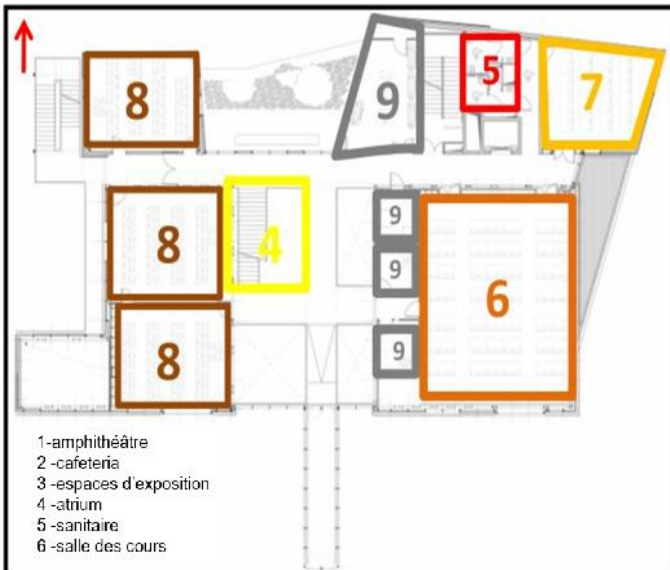 8
9
5
7
8
4
9
9
6
8
9
1-amphithéâtre
2 -cafeteria
3 -espaces d'exposition
4 -atrium
5 -sanitaire
6 -salle des cours